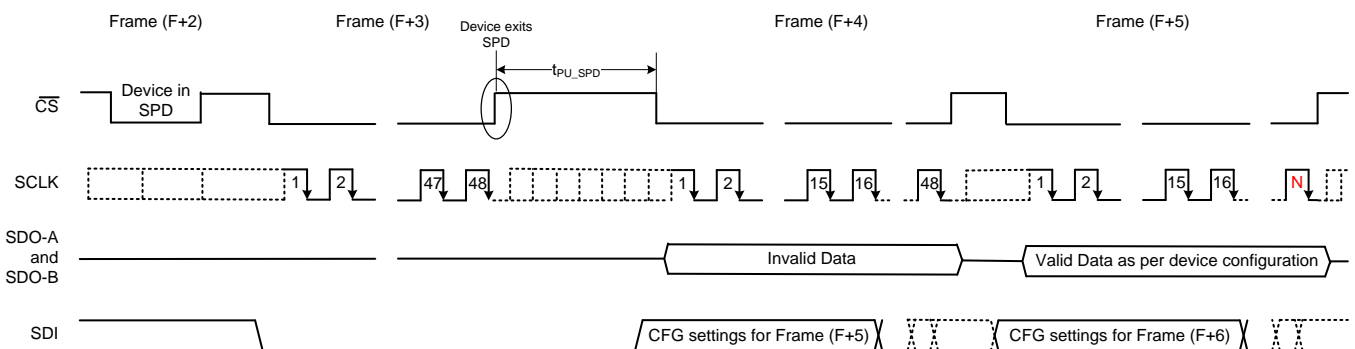 Frame (F+2) Frame (F+3) Frame (F+4) Frame (F+5)
Device exits
SPD
tPU_SPD
CS
Device in
SPD
SCLK 1 2 47 48 1 2 15 16 48 1 2 15 16 N
SDO-A
and
SDO-B
Invalid Data Valid Data as per device configuration
SDI CFG settings for Frame (F+5) CFG settings for Frame (F+6)